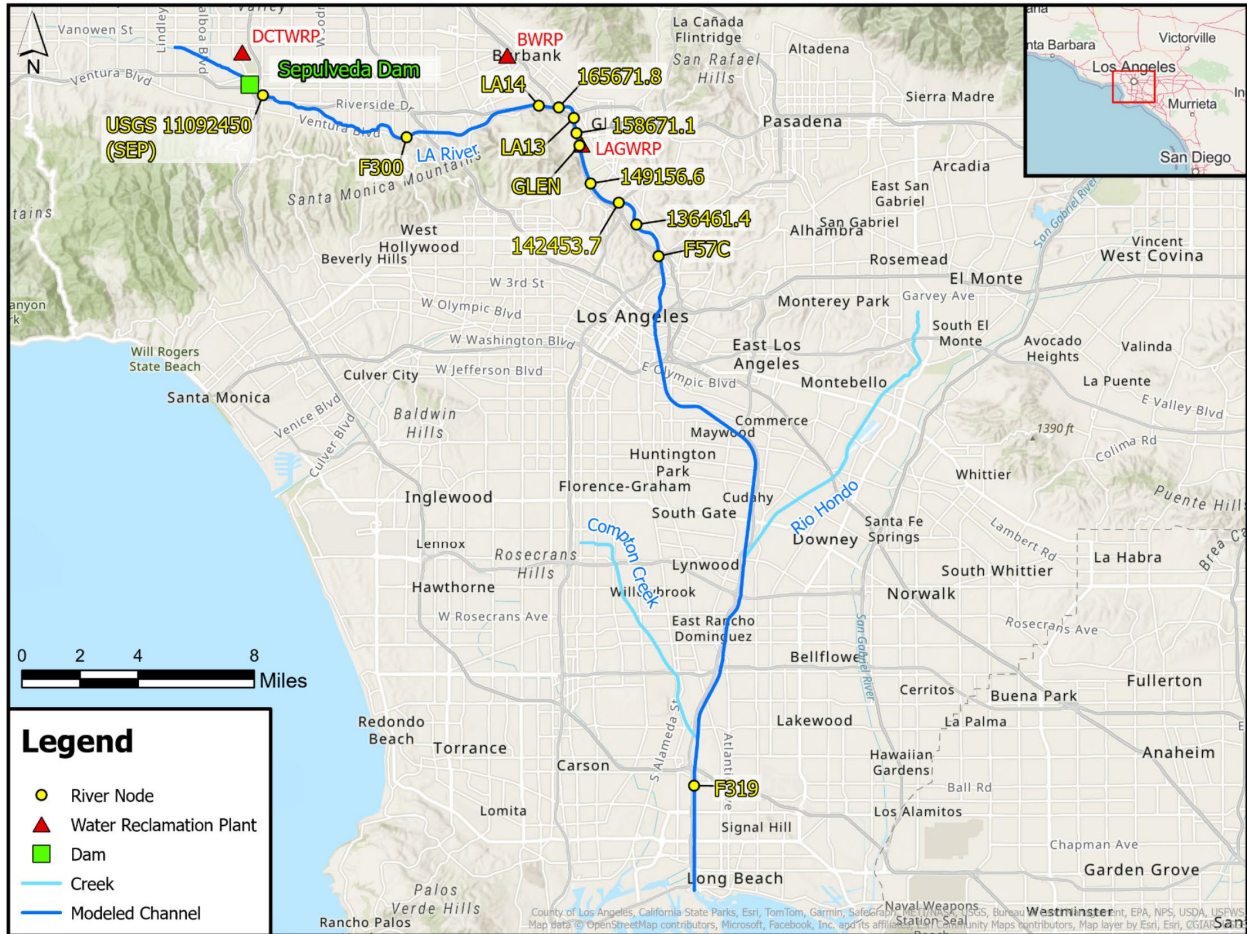 Vanowen St
Lindley
Balboa Blvd
DCTWRP
Sepulveda Dam
Ventura Blvd
USGS 11092450
(SEP)
Riverside Dr
Ventura Blvd
F300
LA River
Santa Monica Mountains
BWRP
Burbank
LA14
165671.8
LA13
158671.1
LAGWRP
GLEN
149156.6
142453.7
136461.4
F57C
La Cañada
Flintridge
San Rafael
Hills
Altadena
Sierra Madre
Pasadena
Arcadia
East San
Gabriel
San Gabriel
Alhambra
Rosemead
El Monte
San Gabriel River
Vincent
West Covina
Victorville
nta Barbara
Los Angeles
Murrieta
San Diego
N
West
Hollywood
Beverly Hills
W 3rd St
W Olympic Blvd
Los Angeles
W Washington Blvd
W Jefferson Blvd
E Olympic Blvd
Monterey Park
Garvey Ave
South El
Monte
Avocado
Heights
Valinda
La Puente
E Valley Blvd
East Los
Angeles
Montebello
Commerce
Maywood
Will Rogers
State Beach
Santa Monica
Culver City
Venice Blvd
Culver Blvd
Baldwin
Hills
Huntington
Park
Florence-Graham
Cudahy
South Gate
1390 ft
Colima Rd
Whittier
Puente Hills
Inglewood
Compton Creek
Rio Hondo
Downey
Santa Fe
Springs
Lambert Rd
La Habra
Lennox
Rosecrans
Hills
Hawthorne
Lynwood
Willowbrook
South Whittier
Norwalk
W Rosecrans Ave
East Rancho
Dominguez
Rosecrans Ave
San Gabriel River
Bellflowe
Cerritos
Buena Park
Fullerton
0 2 4 8
Miles
Redondo
Beach
Torrance
Carson
S Alameda St
Lakewood
La Palma
Hawaiian
Gardens
Anaheim
F319
Lomita
Signal Hill
Los Alamitos
Ball Rd
Chapman Ave
Garden Grove
Long Beach
Palos
Verde Hills
Rancho Palos
Naval Weapons
Station Seal
Westminster
Legend
River Node
Water Reclamation Plant
Dam
Creek
Modeled Channel